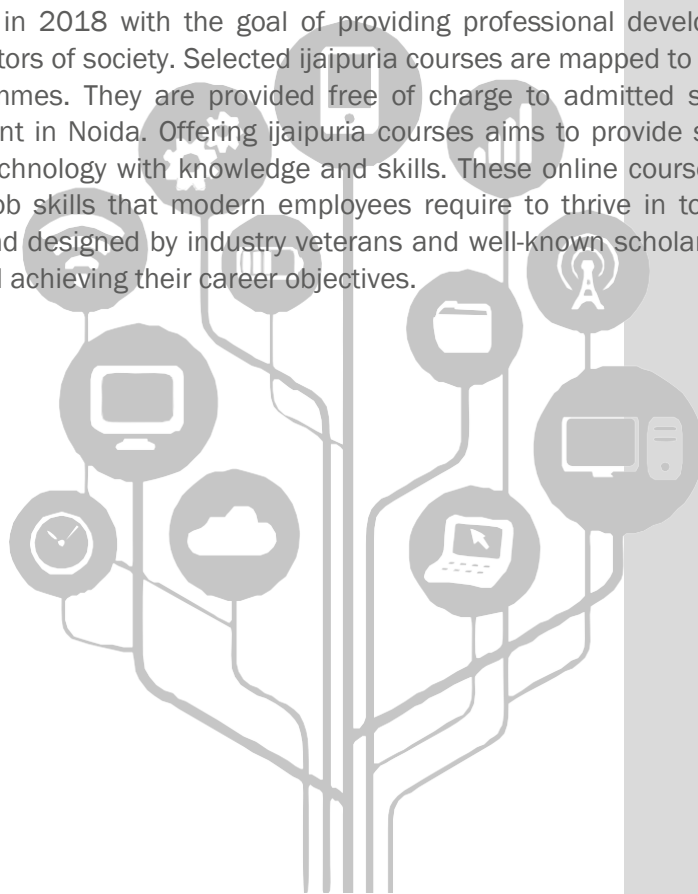 in 2018 with the goal of providing professional develo
tors of society. Selected ijaipuria courses are mapped to
mmes. They are provided free of charge to admitted s
nt in Noida. Offering ijaipuria courses aims to provide s
chnology with knowledge and skills. These online course
ob skills that modern employees require to thrive in to
nd designed by industry veterans and well-known scholar
l achieving their career objectives.